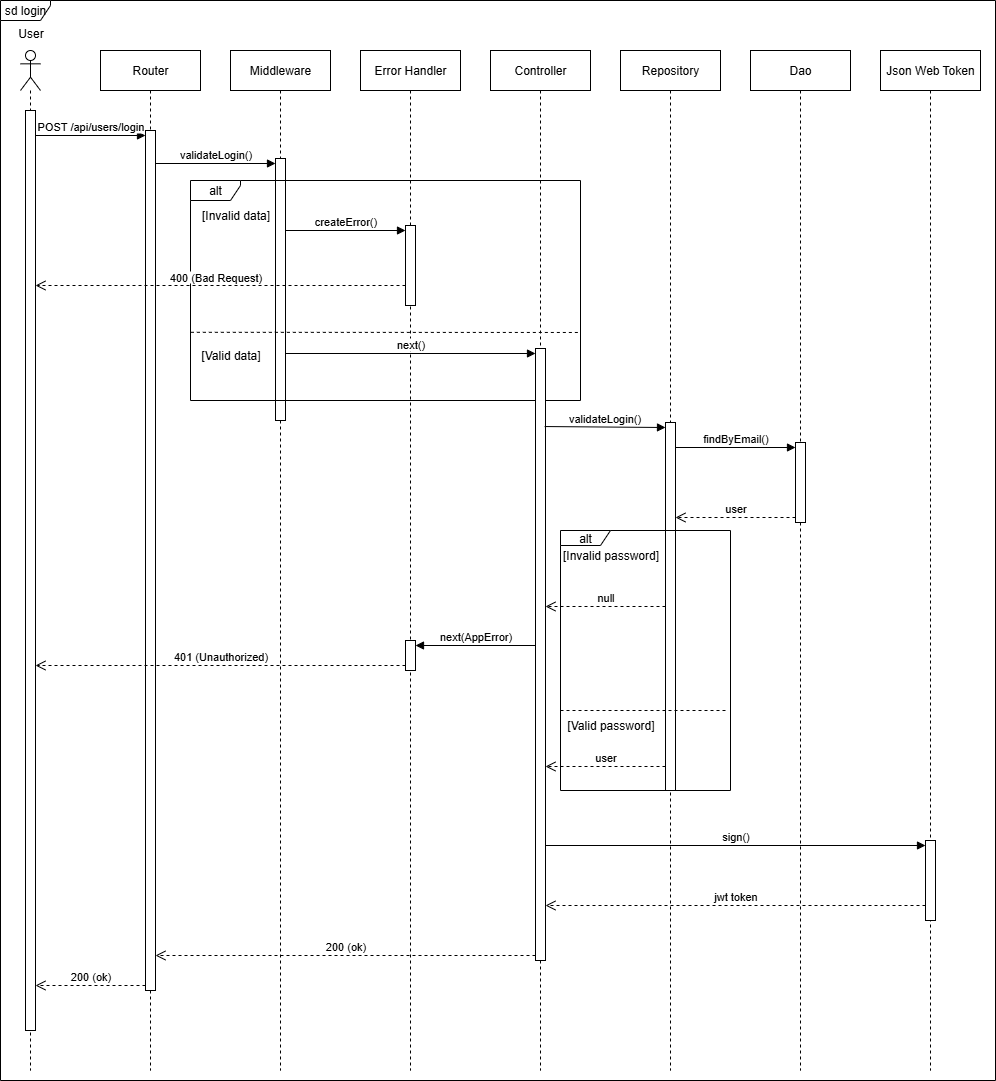 sd login
User
Router
Middleware
Error Handler
Controller
Repository
Dao
Json Web Token
POST /api/users/login
validateLogin()
alt
[Invalid data]
createError()
400 (Bad Request)
[Valid data]
next()
validateLogin()
findByEmail()
user
alt
[Invalid password]
null
next(AppError)
401 (Unauthorized)
[Valid password]
user
sign()
jwt token
200 (ok)
200 (ok)